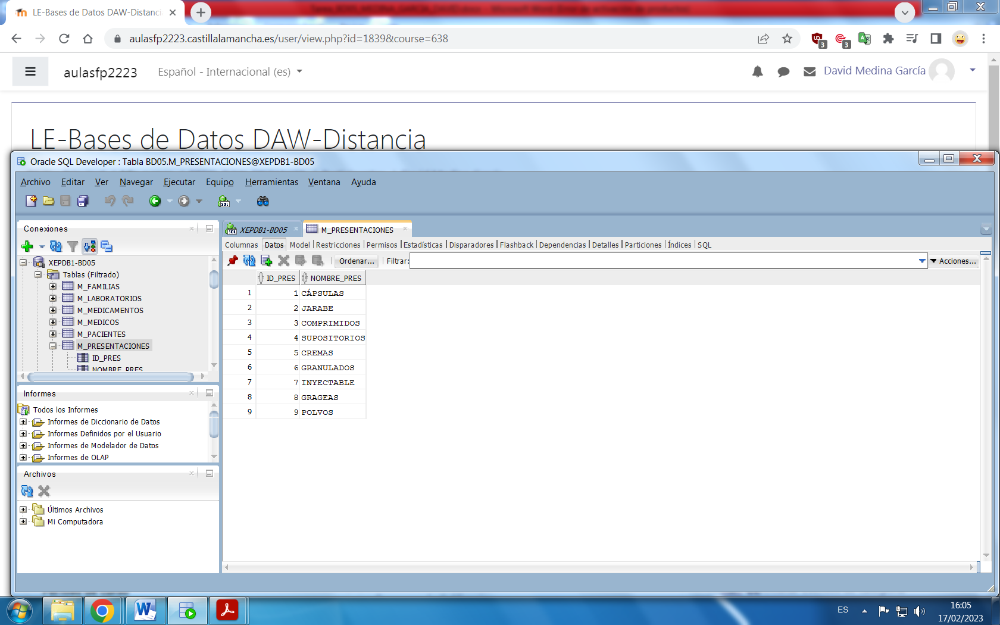 LE-Bases de Datos DAW-Distanci
aulasfp2223.castillalamancha.es/user/view.php?id=1839&course=638
3
3
aulasfp2223
Español - Internacional (es)
David Medina García
LE-Bases de Datos DAW-Distancia
Oracle SQL Developer : Tabla BD05.M_PRESENTACIONES@XEPDB1-BD05
Archivo Editar Ver Navegar Ejecutar Equipo Herramientas Ventana Ayuda
Conexiones
XEPDB1-BD05
Tablas (Filtrado)
M_FAMILIAS
M_LABORATORIOS
M_MEDICAMENTOS
M_MEDICOS
M_PACIENTES
M_PRESENTACIONES
ID_PRES
NOMBRE_PRES
Informes
Todos los Informes
Informes de Diccionario de Datos
Informes Definidos por el Usuario
Informes de Modelador de Datos
Informes de OLAP
Archivos
Últimos Archivos
Mi Computadora
XEPDB1-BD05
M_PRESENTACIONES
Columnas Datos Model Restricciones Permisos Estadísticas Disparadores Flashback Dependencias Detalles Particiones Índices SQL
Ordenar... Filtrar: Acciones...
ID_PRES NOMBRE_PRES
1 1 CÁPSULAS
2 2 JARABE
3 3 COMPRIMIDOS
4 4 SUPOSITORIOS
5 5 CREMAS
6 6 GRANULADOS
7 7 INYECTABLE
8 8 GRAGEAS
9 9 POLVOS
ES
16:05
17/02/2023